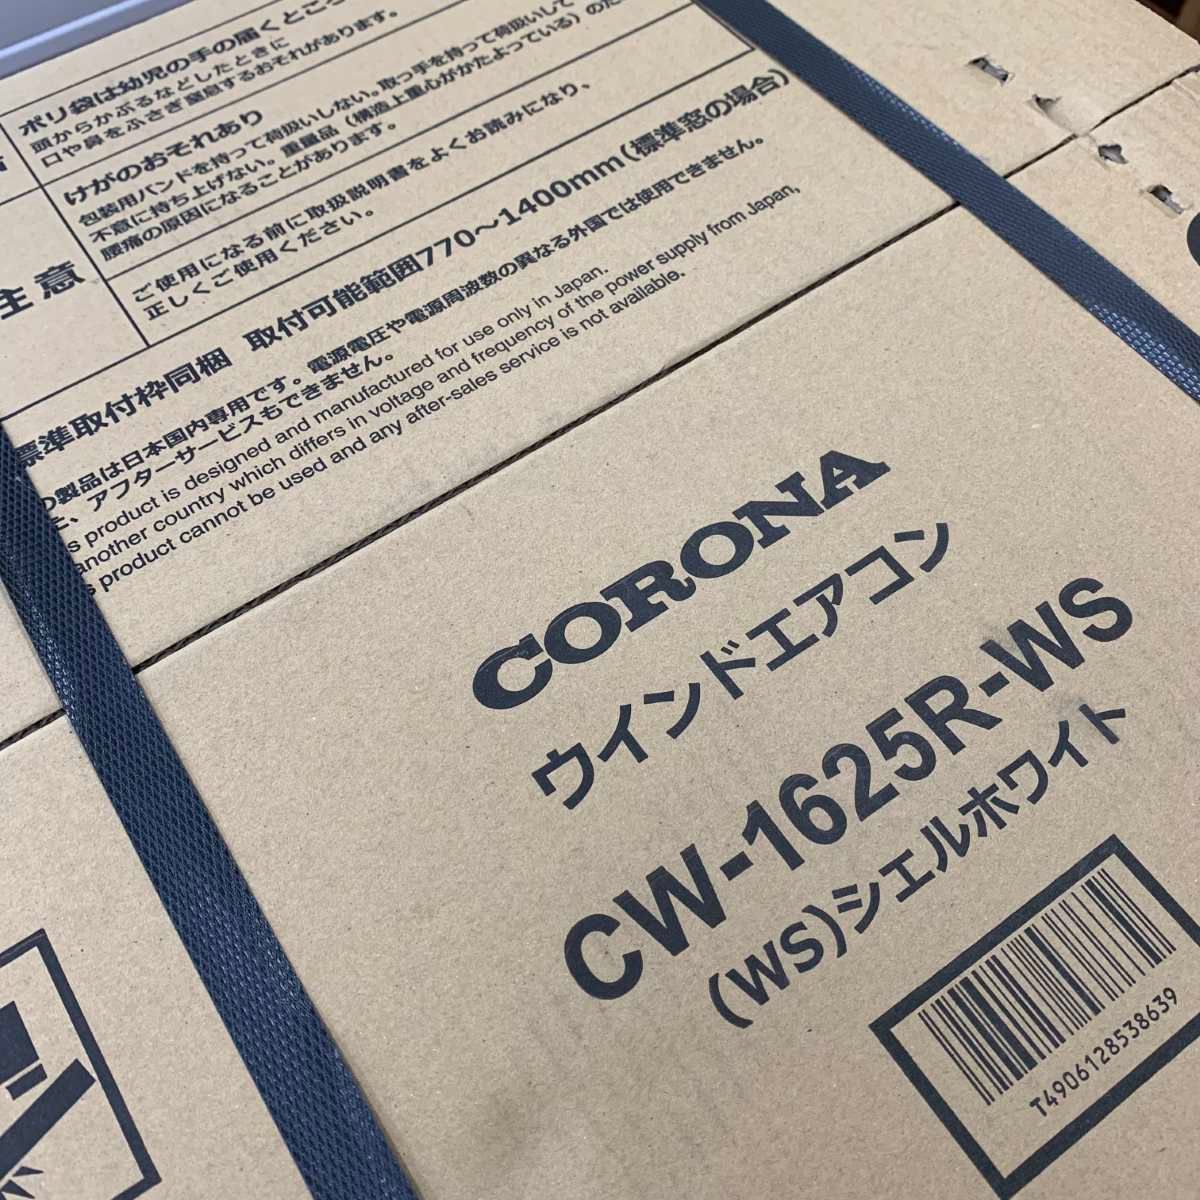 ポリ袋は幼児の手の届くところ
頭からかぶるなどしたときに
口や鼻をふさぎ窒息するおそれがあります。
注意
けがのおそれあり
包装用バンドを持って荷扱いしない。取っ手を持って荷扱いして
不意に持ち上げない。重量品(構造上重心がかたよっている)のた
腰痛の原因になることがあります。
ご使用になる前に取扱説明書をよくお読みになり、
正しくご使用ください。
標準取付枠同梱 取付可能範囲770〜1400mm(標準窓の場合)
の製品は日本国内専用です。電源電圧や電源周波数の異なる外国では使用できません。
、アフターサービスもできません。
s product is designed and manufactured for use only in Japan.
another country which differs in voltage and frequency of the power supply from Japan,
s product cannot be used and any after-sales service is not available.
CORONA
ウインドエアコン
CW-1625R-WS
(WS)シェルホワイト
T4906128538639